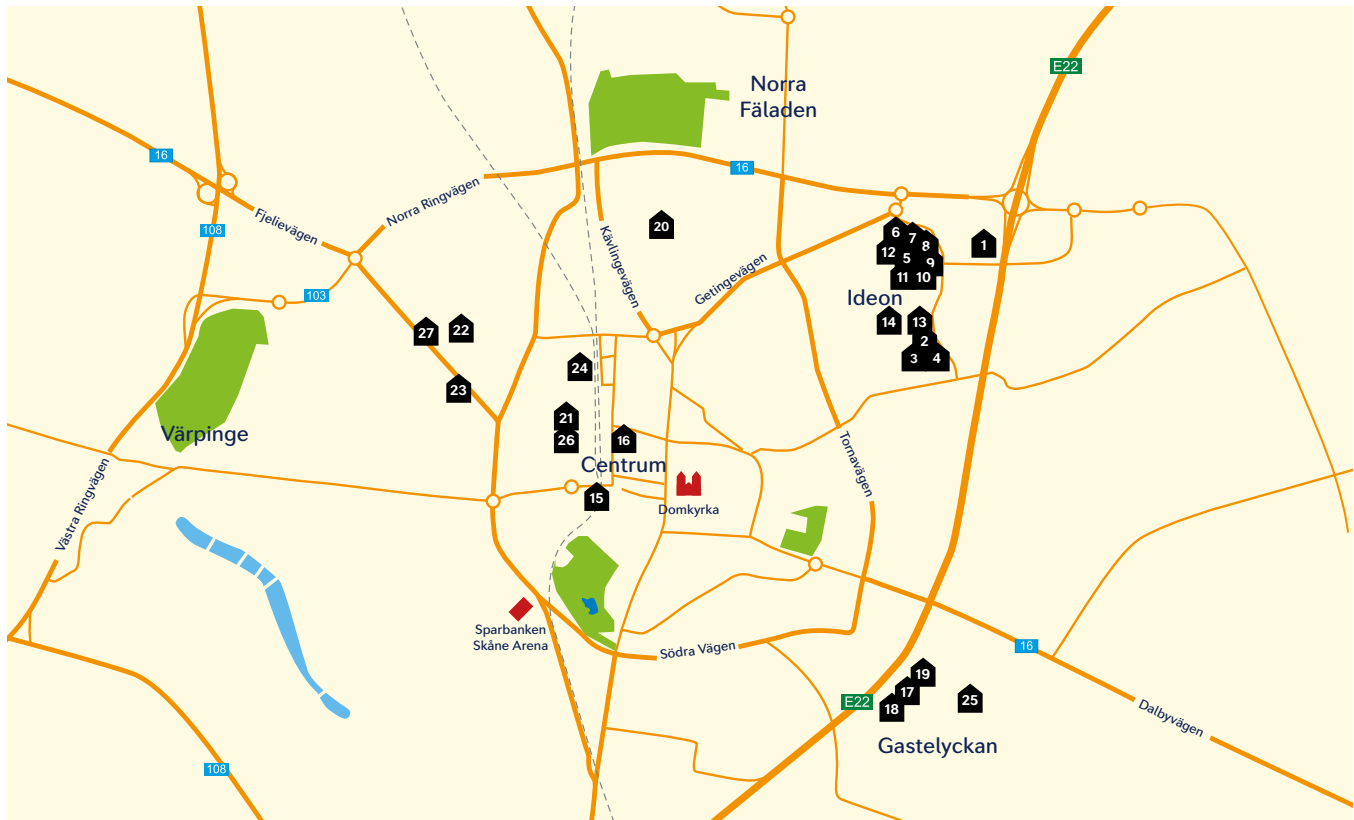 E22
Norra
Fäladen
16
16
Norra Ringvägen
Fjelievägen
108
20
Kävlingevägen
Getingevägen
6
7
8
1
12
5
9
11
10
Ideon
103
14
13
2
3
4
27
22
24
23
21
26
16
Värpinge
Centrum
15
Domkyrka
Tornavägen
Västra Ringvägen
Sparbanken
Skåne Arena
Södra Vägen
16
19
17
18
25
E22
Dalbyvägen
Gastelyckan
108